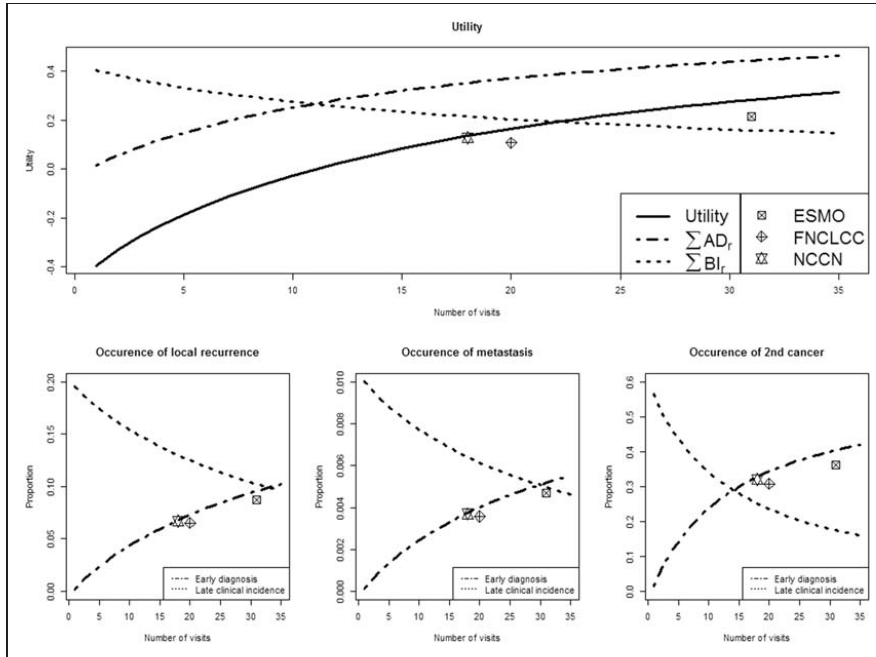 Utility
Utility
0.4
0.2
0.0
-0.2
-0.4
0
5
10
15
20
25
30
35
Number of visits
Utility
∑ADr
∑BIr
ESMO
FNCLCC
NCCN
Occurence of local recurrence
Proportion
0.20
0.15
0.10
0.05
0.00
0 5 10 15 20 25 30 35
Number of visits
Early diagnosis
Late clinical incidence
Occurence of metastasis
Proportion
0.010
0.008
0.006
0.004
0.002
0.000
0 5 10 15 20 25 30 35
Number of visits
Early diagnosis
Late clinical incidence
Occurence of 2nd cancer
Proportion
0.6
0.5
0.4
0.3
0.2
0.1
0.0
0 5 10 15 20 25 30 35
Number of visits
Early diagnosis
Late clinical incidence